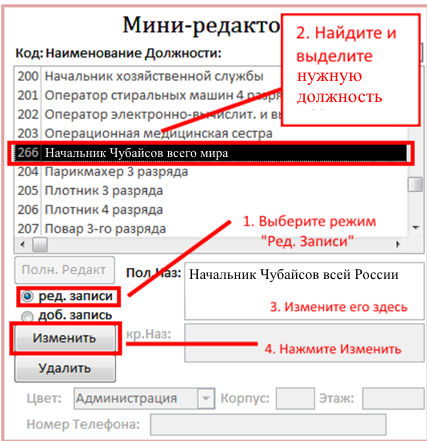 Мини-редакто
2. Найдите и
выделите
нужную
должность
Код: Наименование Должности:
200 Начальник хозяйственной службы
201 Оператор стиральных машин 4 разря
202 Оператор электронно-вычислит. и вы
203 Операционная медицинская сестра
266 Начальник Чубайсов всего мира
204 Парикмахер 3 разряда
205 Плотник 3 разряда
206 Плотник 4 разряда
207 Повар 3-го разряда
1. Выберите режим
"Ред. Записи"
Полн. Редакт
Пол.Наз: Начальник Чубайсов всей России
ред. записи
3. Измените его здесь
доб. запись
Изменить
кр.Наз:
4. Нажмите Изменить
Удалить
Цвет: Администрация Корпус: Этаж:
Номер Телефона: